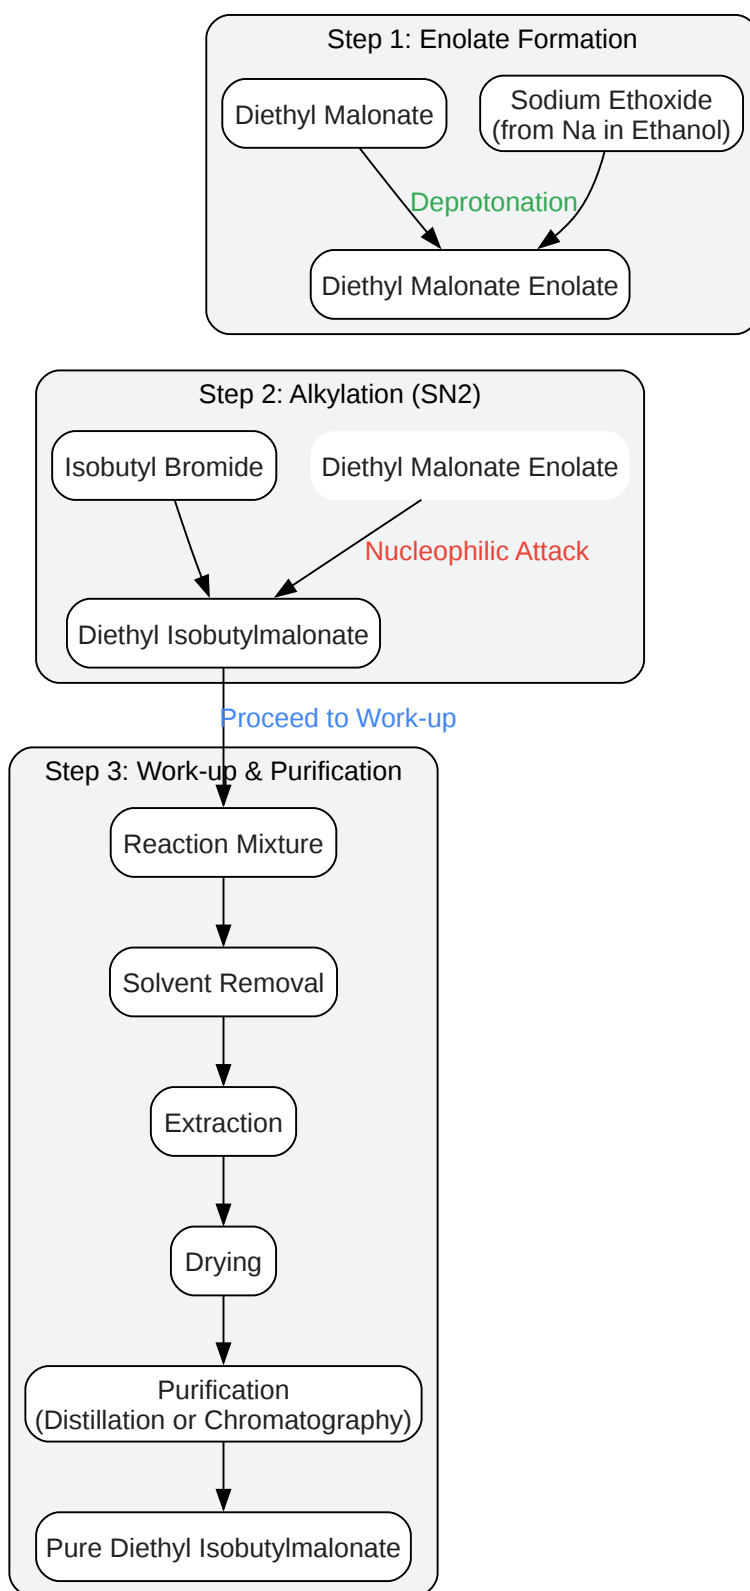 Step 1: Enolate Formation
Diethyl Malonate
Sodium Ethoxide
(from Na in Ethanol)
Deprotonation
Diethyl Malonate Enolate
Step 2: Alkylation (SN2)
Isobutyl Bromide
Diethyl Malonate Enolate
Nucleophilic Attack
Diethyl Isobutylmalonate
Proceed to Work-up
Step 3: Work-up & Purification
Reaction Mixture
Solvent Removal
Extraction
Drying
Purification
(Distillation or Chromatography)
Pure Diethyl Isobutylmalonate